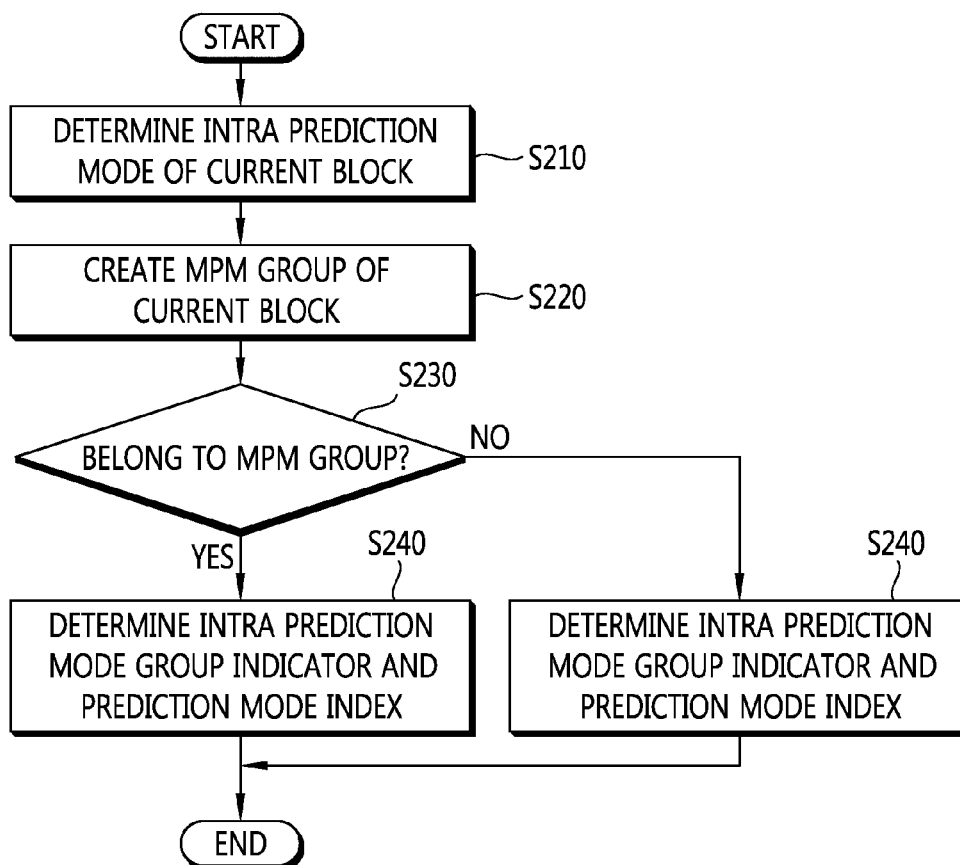 START
DETERMINE INTRA PREDICTION
MODE OF CURRENT BLOCK
S210
CREATE MPM GROUP OF
CURRENT BLOCK
S220
S230
BELONG TO MPM GROUP?
NO
YES
S240
DETERMINE INTRA PREDICTION
MODE GROUP INDICATOR AND
PREDICTION MODE INDEX
S240
DETERMINE INTRA PREDICTION
MODE GROUP INDICATOR AND
PREDICTION MODE INDEX
END